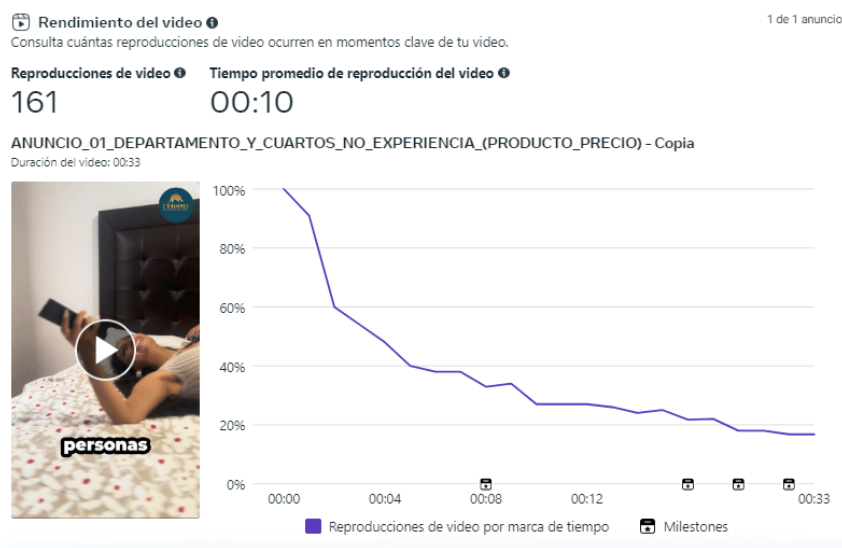 Rendimiento del video
1 de 1 anuncio
Consulta cuántas reproducciones de video ocurren en momentos clave de tu video.
Reproducciones de video
Tiempo promedio de reproducción del video
161
00:10
ANUNCIO_01_DEPARTAMENTO_Y_CUARTOS_NO_EXPERIENCIA_(PRODUCTO_PRECIO) - Copia
Duración del video: 00:33
personas
100%
80%
60%
40%
20%
0%
00:00
00:04
00:08
00:12
00:33
Reproducciones de video por marca de tiempo
Milestones